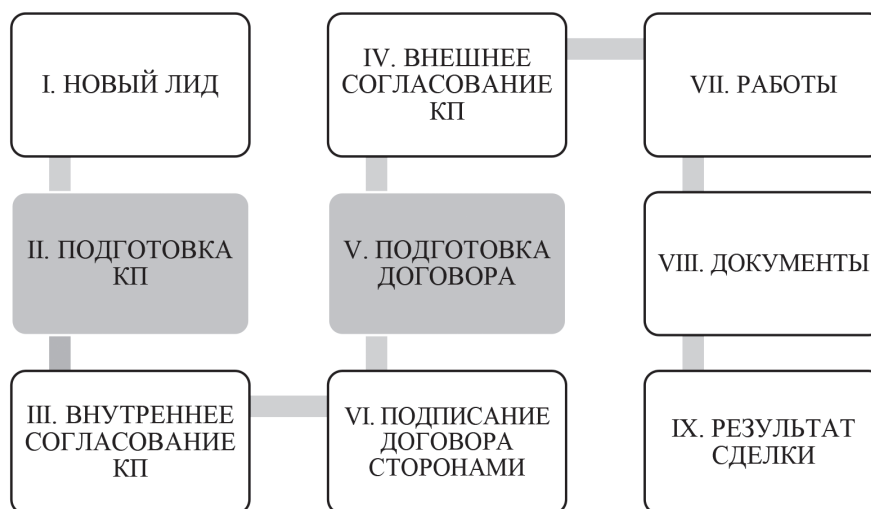 I. НОВЫЙ ЛИД
II. ПОДГОТОВКА
КП
III. ВНУТРЕННЕЕ
СОГЛАСОВАНИЕ
КП
IV. ВНЕШНЕЕ
СОГЛАСОВАНИЕ
КП
V. ПОДГОТОВКА
ДОГОВОРА
VI. ПОДПИСАНИЕ
ДОГОВОРА
СТОРОНАМИ
VII. РАБОТЫ
VIII. ДОКУМЕНТЫ
IX. РЕЗУЛЬТАТ
СДЕЛКИ